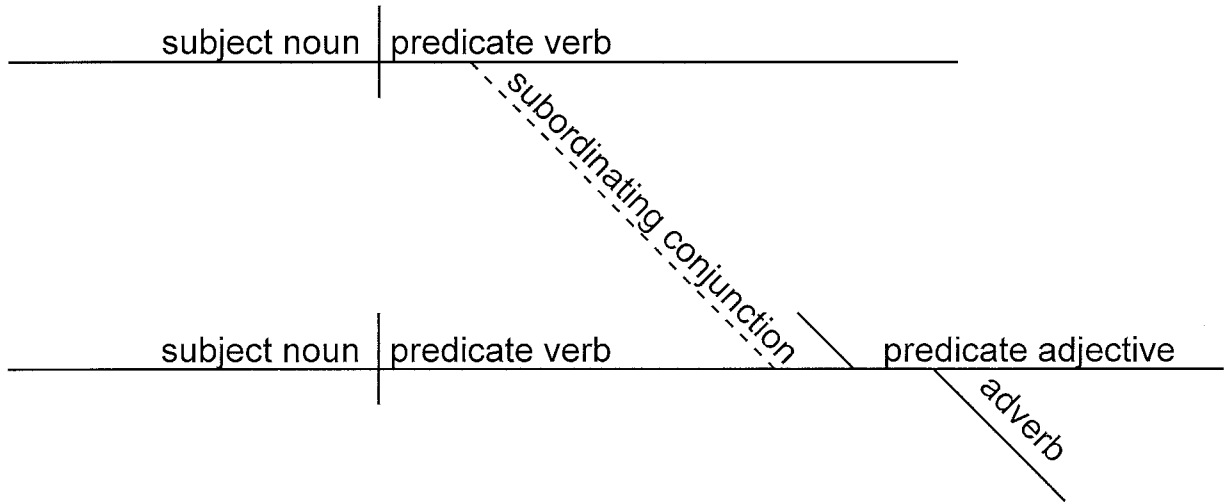 subject noun predicate verb
subordinating conjunction
subject noun predicate verb predicate adjective
adverb